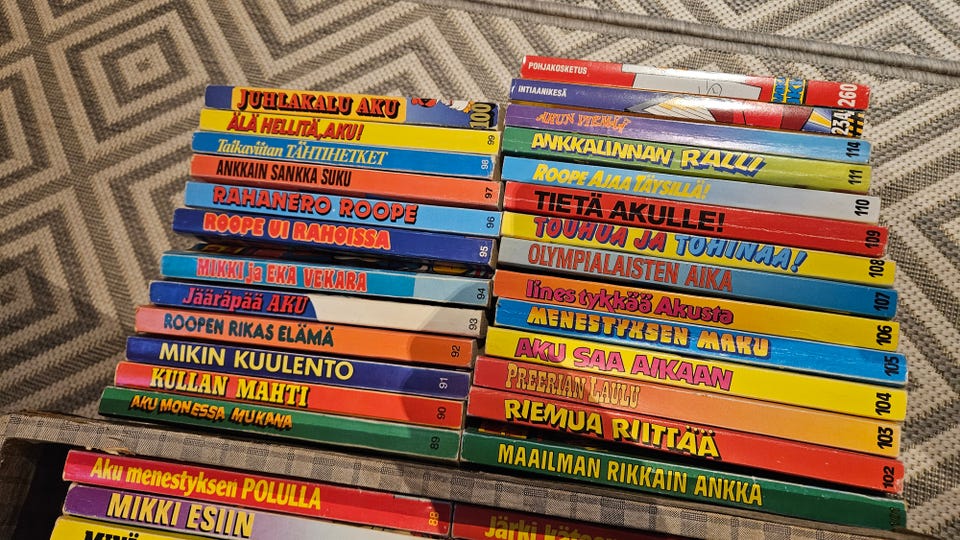 JUHLAKALU AKU 100
ÄLÄ HELLITÄ, AKU! 99
Taikaviitan TÄHTIHETKET 98
ANKKAIN SANKKA SUKU 97
RAHANERO ROOPE 96
ROOPE UI RAHOISSA 95
MIKKI ja EKA VEKARA 94
Jääräpää AKU 93
ROOPEN RIKAS ELÄMÄ 92
MIKIN KUULENTO 91
KULLAN MAHTI 90
AKU MONESSA MUKANA 89
Aku menestyksen POLULLA 88
MIKKI ESIIN
POHJAKOSKETUS 260
INTIAANIKESÄ 234
AKUN VIEMÄÄ 114
ANKKALINNAN RALLI 111
ROOPE AJAA TÄYSILLÄ! 110
TIETÄ AKULLE! 109
TOUHUA JA TOHINAA! 108
OLYMPIALAISTEN AIKA 107
Iines tykkää Akusta 106
MENESTYKSEN MAKU 105
AKU SAA AIKAAN 104
PREERIAN LAULU 103
RIEMUA RIITTÄÄ 102
MAAILMAN RIKKAIN ANKKA